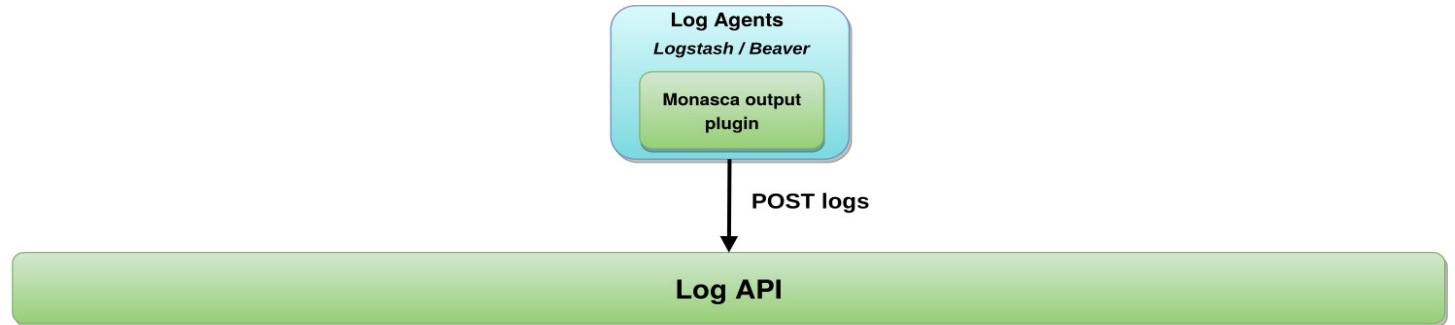 Log Agents
Logstash / Beaver
Monasca output
plugin
POST logs
Log API